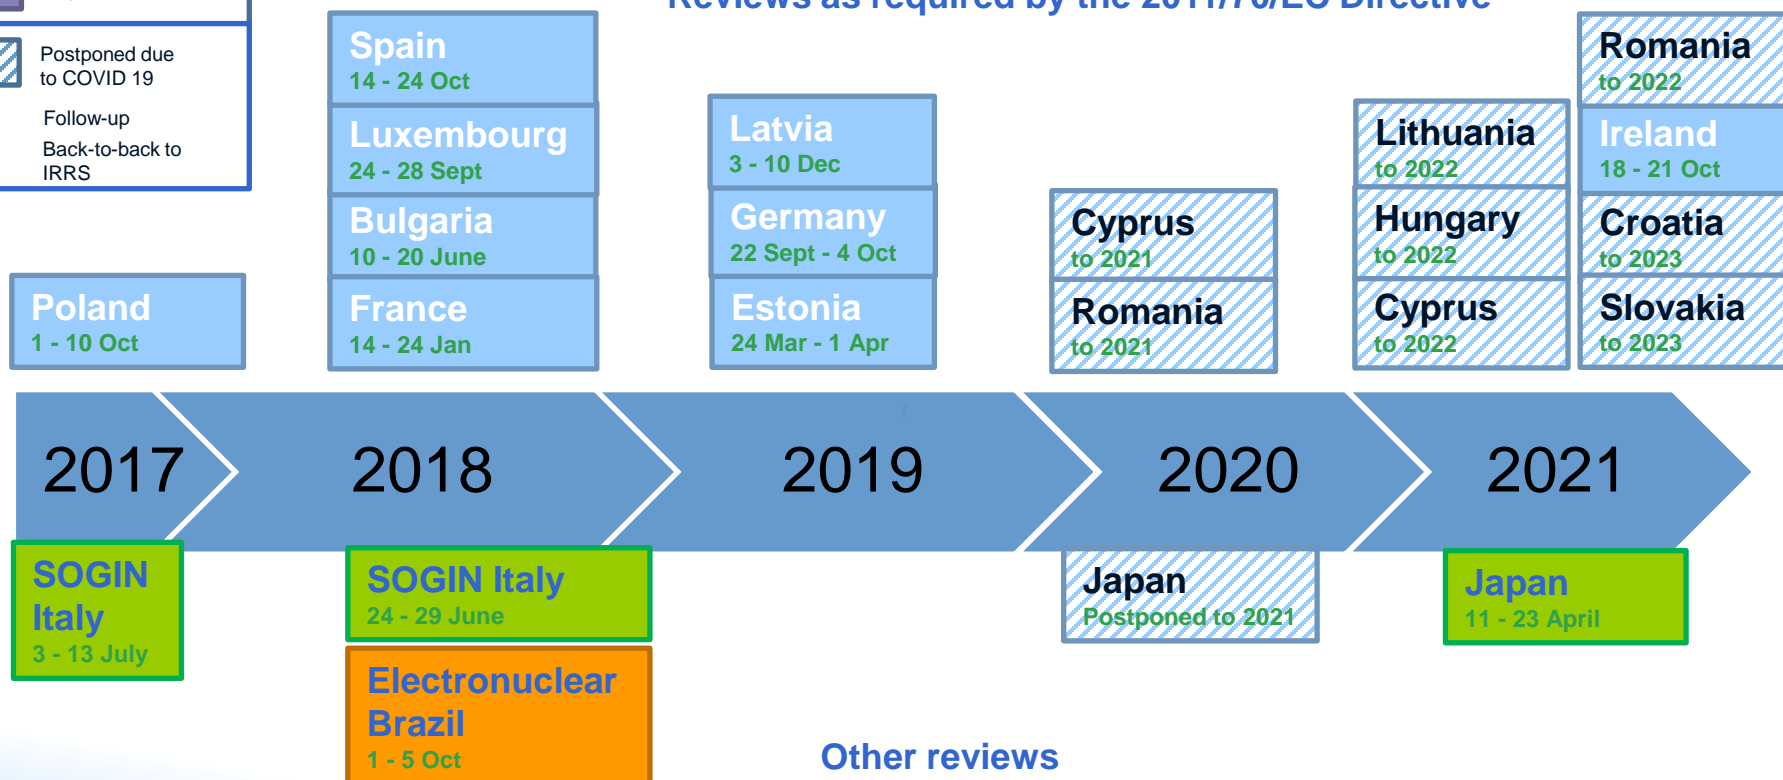 Reviews as required by the 2011/70/EC Directive
Postponed due
to COVID 19
Follow-up
Back-to-back to
IRRS
Poland
1 - 10 Oct
Spain
14 - 24 Oct
Luxembourg
24 - 28 Sept
Bulgaria
10 - 20 June
France
14 - 24 Jan
Latvia
3 - 10 Dec
Germany
22 Sept - 4 Oct
Estonia
24 Mar - 1 Apr
Cyprus
to 2021
Romania
to 2021
Lithuania
to 2022
Hungary
to 2022
Cyprus
to 2022
Romania
to 2022
Ireland
18 - 21 Oct
Croatia
to 2023
Slovakia
to 2023
2017
2018
2019
2020
2021
SOGIN
Italy
3 - 13 July
SOGIN Italy
24 - 29 June
Electronuclear
Brazil
1 - 5 Oct
Japan
Postponed to 2021
Japan
11 - 23 April
Other reviews